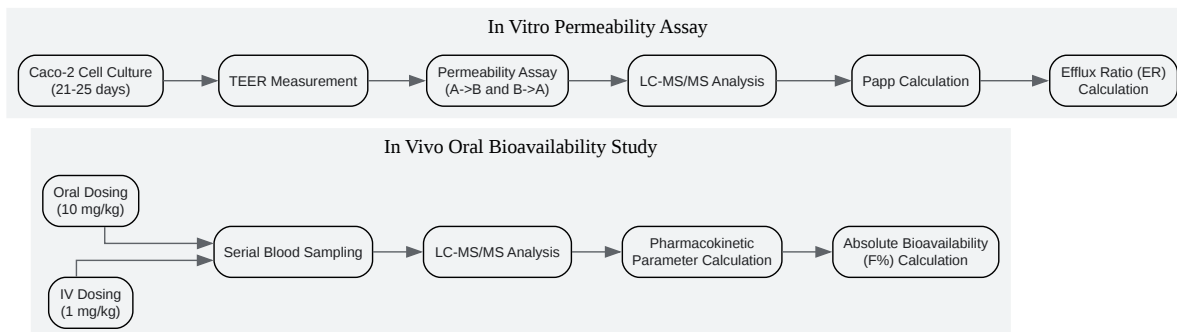 In Vitro Permeability Assay
Caco-2 Cell Culture
(21-25 days)
TEER Measurement
Permeability Assay
(A->B and B->A)
LC-MS/MS Analysis
Papp Calculation
Efflux Ratio (ER)
Calculation
In Vivo Oral Bioavailability Study
Oral Dosing
(10 mg/kg)
IV Dosing
(1 mg/kg)
Serial Blood Sampling
LC-MS/MS Analysis
Pharmacokinetic
Parameter Calculation
Absolute Bioavailability
(F%) Calculation